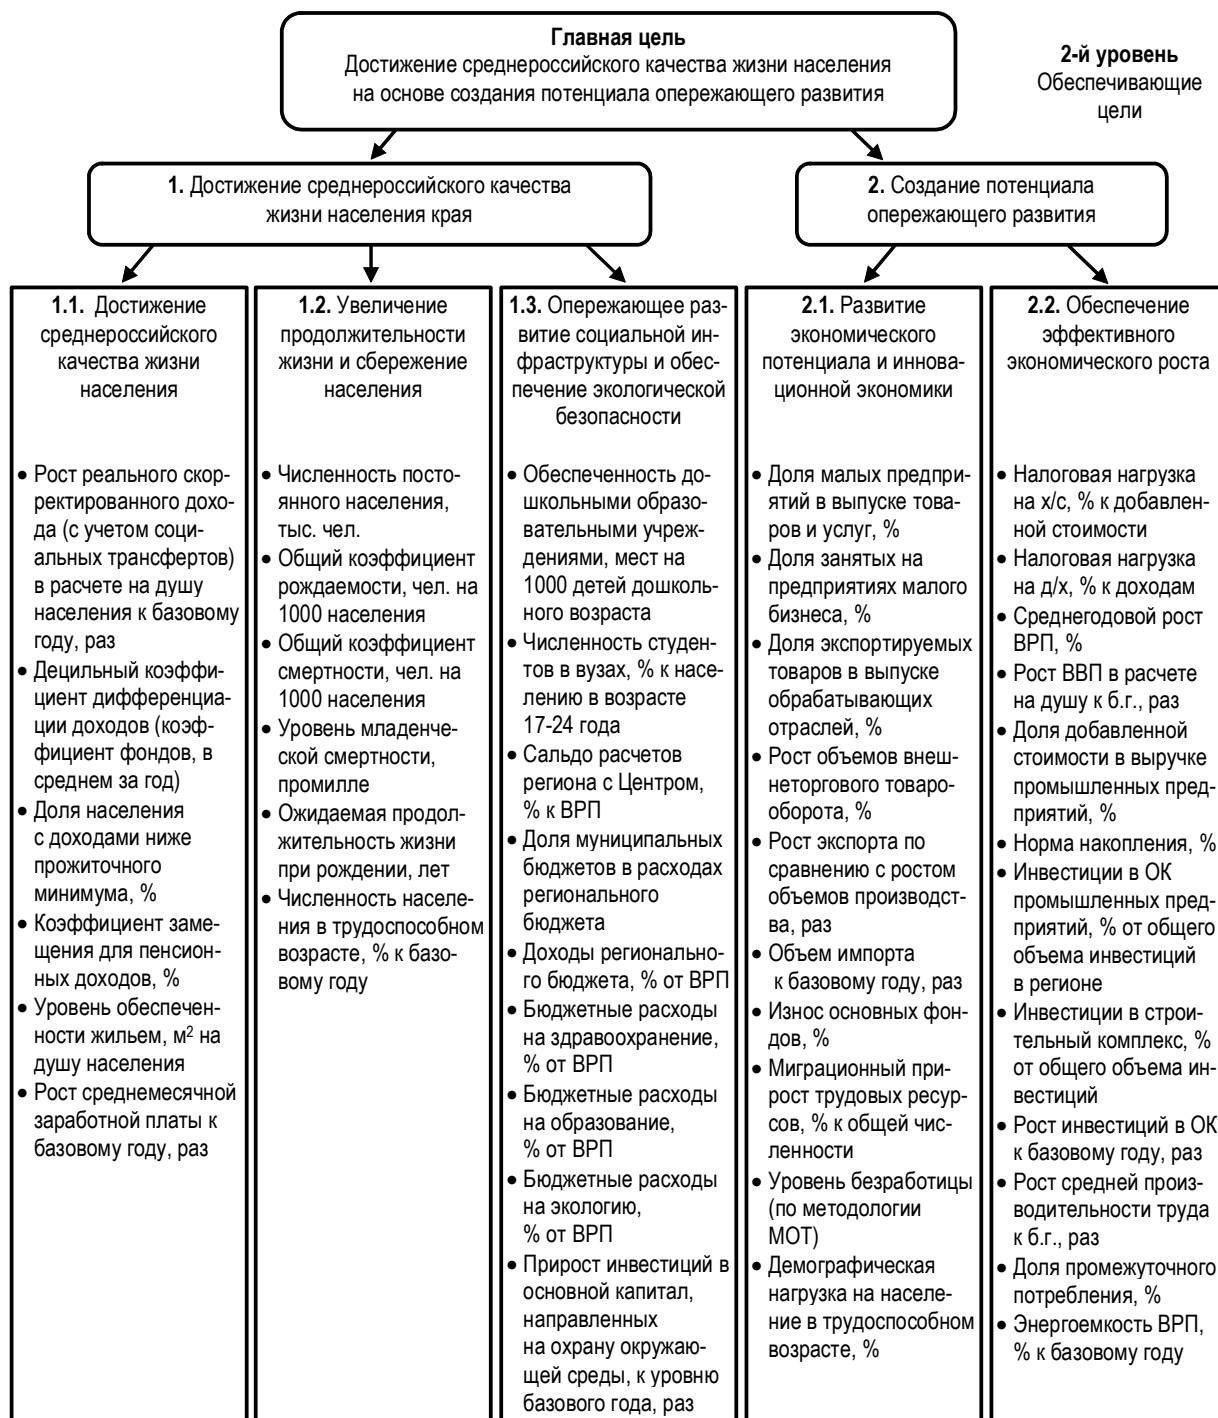 Главная цель
Достижение среднероссийского качества жизни населения
на основе создания потенциала опережающего развития
2-й уровень
Обеспечивающие
цели
1. Достижение среднероссийского качества
жизни населения края
2. Создание потенциала
опережающего развития
1.1. Достижение
среднероссийского
качества жизни
населения
• Рост реального скор-
ректированного дохо-
да (с учетом соци-
альных трансфертов)
в расчете на душу
населения к базовому
году, раз
• Децильный коэффи-
циент дифференциа-
ции доходов (коэф-
фициент фондов, в
среднем за год)
• Доля населения
с доходами ниже
прожиточного
минимума, %
• Коэффициент заме-
щения для пенсион-
ных доходов, %
• Уровень обеспечен-
ности жильем, м² на
душу населения
• Рост среднемесячной
заработной платы к
базовому году, раз
1.2. Увеличение
продолжительности
жизни и сбережение
населения
• Численность посто-
янного населения,
тыс. чел.
• Общий коэффициент
рождаемости, чел. на
1000 населения
• Общий коэффициент
смертности, чел. на
1000 населения
• Уровень младенче-
ской смертности,
промилле
• Ожидаемая продол-
жительность жизни
при рождении, лет
• Численность населе-
ния в трудоспособном
возрасте, % к базо-
вому году
1.3. Опережающее раз-
витие социальной ин-
фраструктуры и обес-
печение экологической
безопасности
• Обеспеченность до-
школьными образо-
вательными учреж-
дениями, мест на
1000 детей дошколь-
ного возраста
• Численность студен-
тов в вузах, % к насе-
лению в возрасте
17-24 года
• Сальдо расчетов
региона с Центром,
% к ВРП
• Доля муниципальных
бюджетов в расходах
регионального
бюджета
• Доходы регионально-
го бюджета, % от ВРП
• Бюджетные расходы
на здравоохранение,
% от ВРП
• Бюджетные расходы
на образование,
% от ВРП
• Бюджетные расходы
на экологию,
% от ВРП
• Прирост инвестиций в
основной капитал,
направленных
на охрану окружаю-
щей среды, к уровню
базового года, раз
2.1. Развитие
экономического
потенциала и иннова-
ционной экономики
• Доля малых предпри-
ятий в выпуске това-
ров и услуг, %
• Доля занятых на
предприятиях малого
бизнеса, %
• Доля экспортируемых
товаров в выпуске
обрабатывающих
отраслей, %
• Рост объемов внеш-
неторгового товаро-
оборота, %
• Рост экспорта по
сравнению с ростом
объемов производст-
ва, раз
• Объем импорта
к базовому году, раз
• Износ основных фон-
дов, %
• Миграционный при-
рост трудовых ресур-
сов, % к общей чис-
ленности
• Уровень безработицы
(по методологии
МОТ)
• Демографическая
нагрузка на населе-
ние в трудоспособном
возрасте, %
2.2. Обеспечение
эффективного
экономического роста
• Налоговая нагрузка
на х/с, % к добавлен-
ной стоимости
• Налоговая нагрузка
на д/х, % к доходам
• Среднегодовой рост
ВРП, %
• Рост ВВП в расчете
на душу к б.г., раз
• Доля добавленной
стоимости в выручке
промышленных пред-
приятий, %
• Норма накопления, %
• Инвестиции в ОК
промышленных пред-
приятий, % от общего
объема инвестиций
в регионе
• Инвестиции в строи-
тельный комплекс, %
от общего объема ин-
вестиций
• Рост инвестиций в ОК
к базовому году, раз
• Рост средней произ-
водительности труда
к б.г., раз
• Доля промежуточного
потребления, %
• Энергоемкость ВРП,
% к базовому году